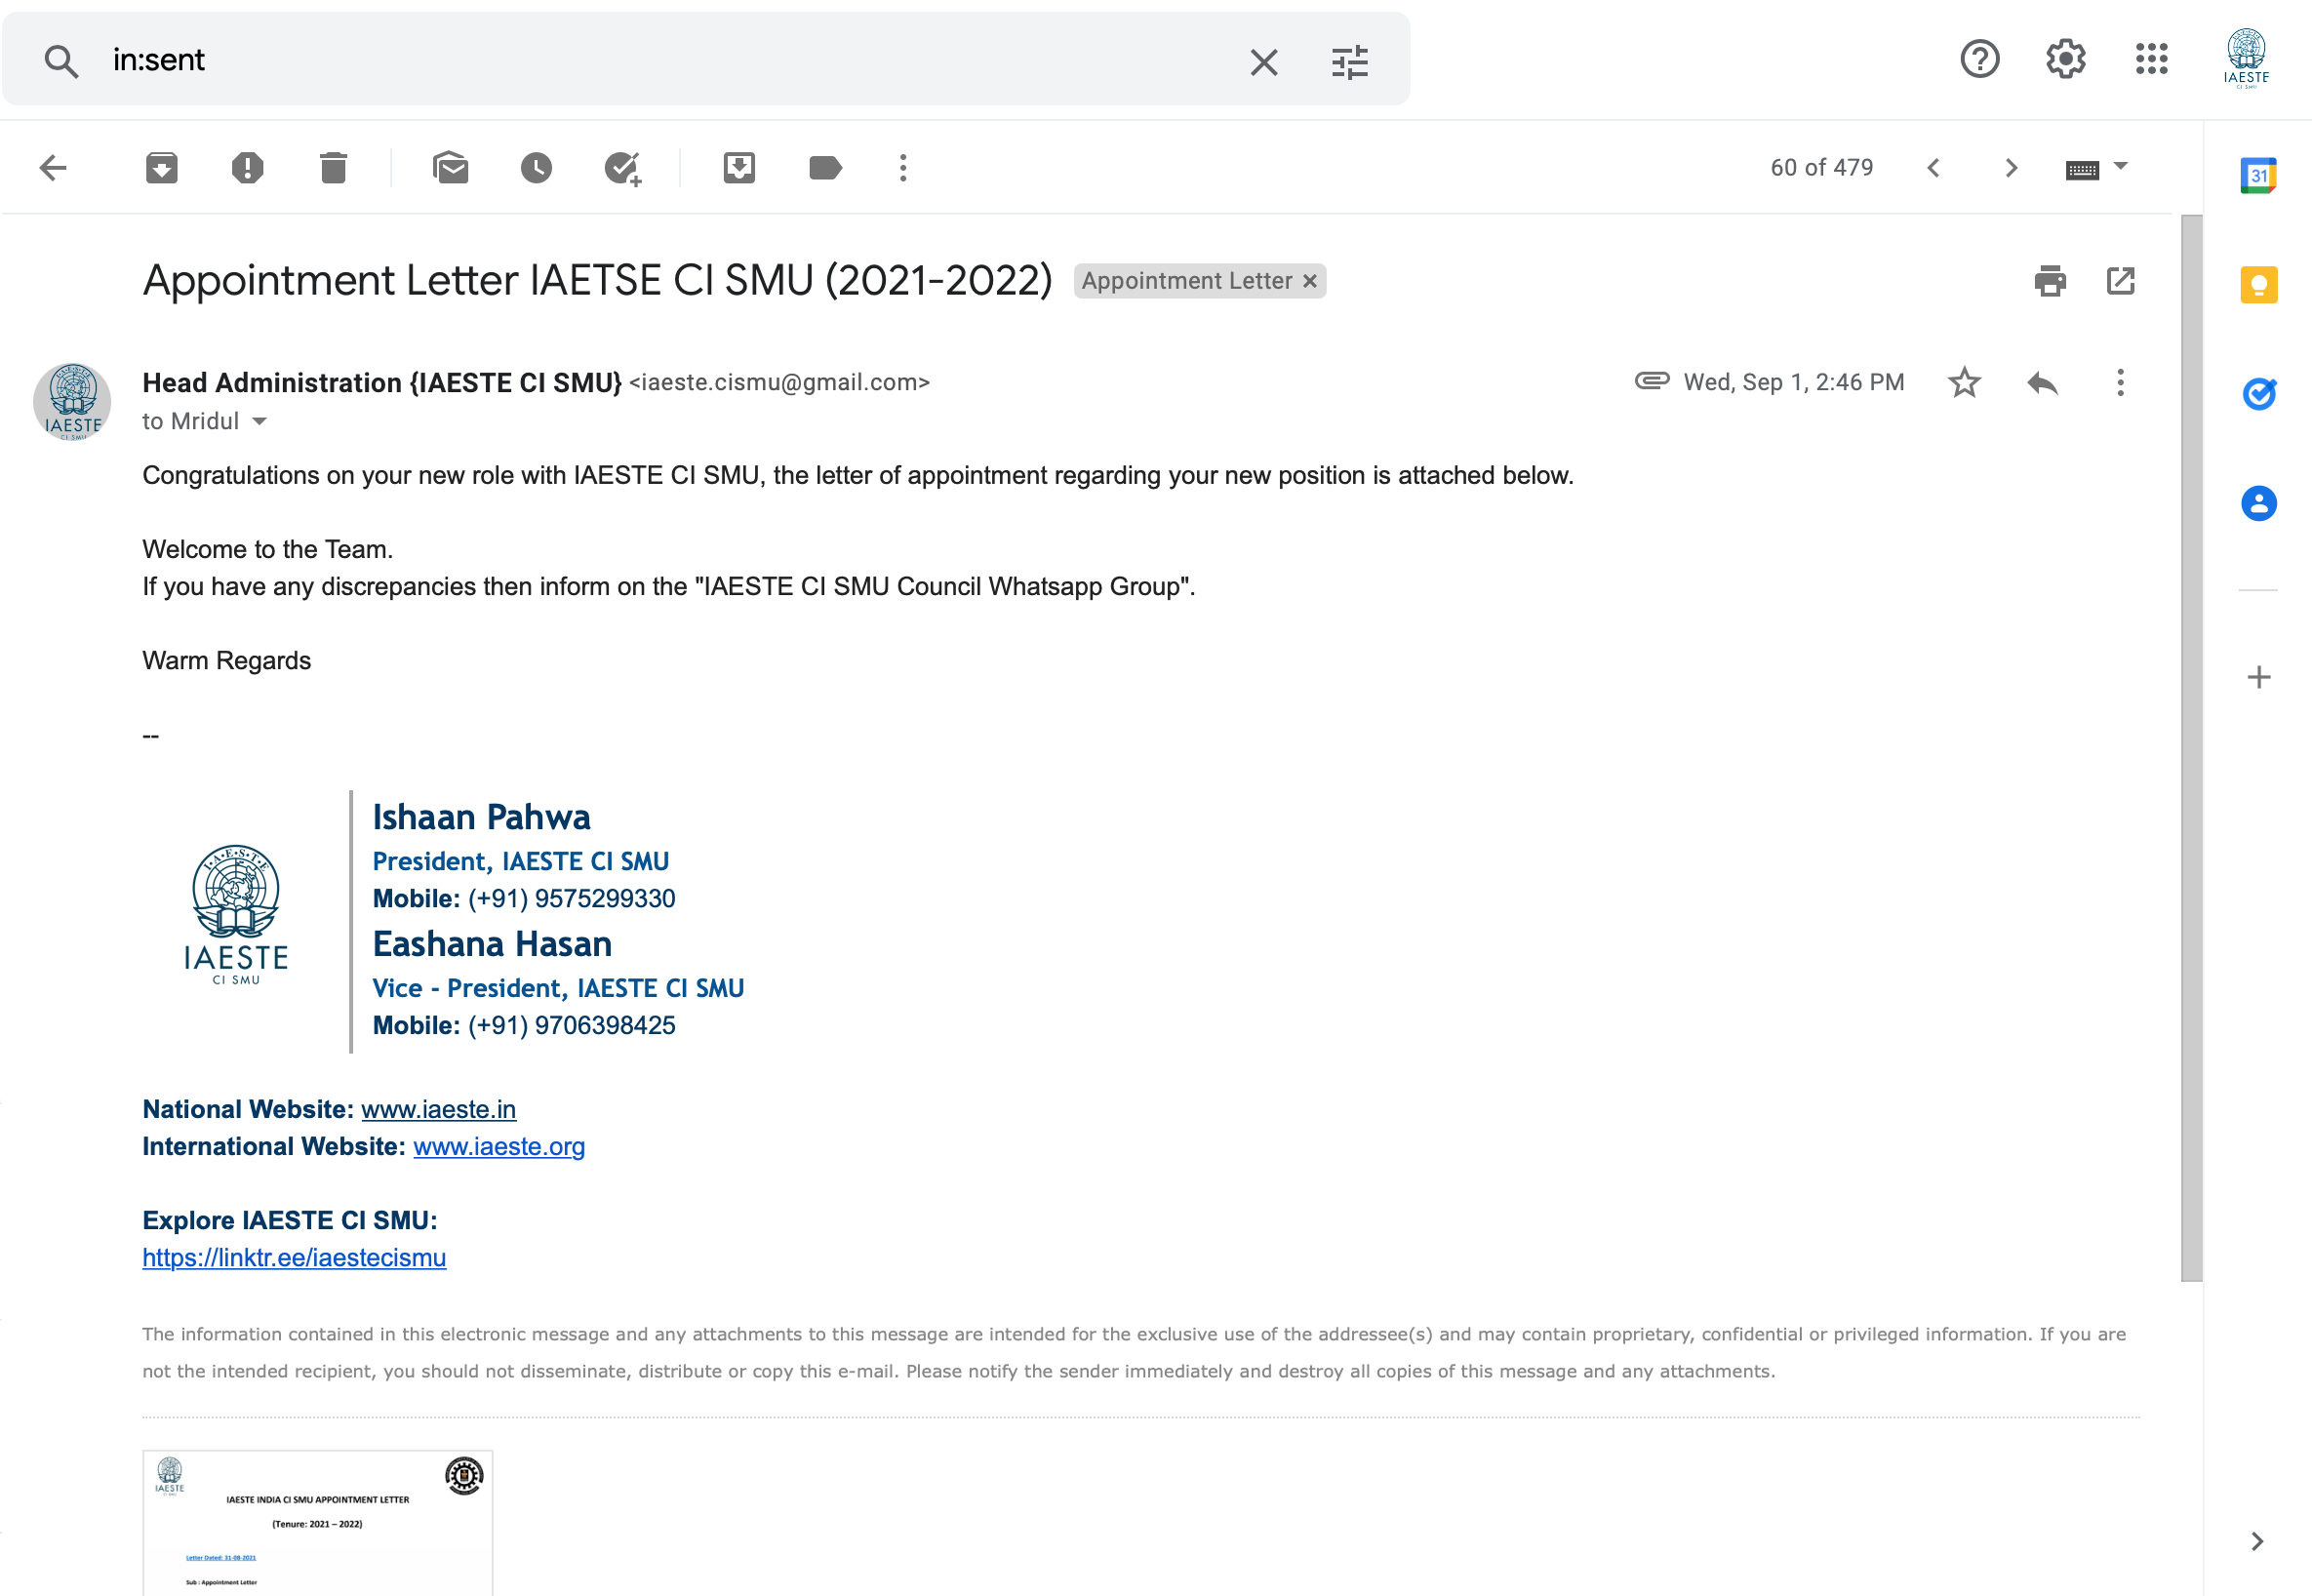 in:sent
IAESTE
CI SMU
60 of 479
31
Appointment Letter IAETSE CI SMU (2021-2022) Appointment Letter ×
Head Administration {IAESTE CI SMU} <iaeste.cismu@gmail.com> Wed, Sep 1, 2:46 PM
to Mridul
IAESTE
CI SMU
Congratulations on your new role with IAESTE CI SMU, the letter of appointment regarding your new position is attached below.
Welcome to the Team.
If you have any discrepancies then inform on the "IAESTE CI SMU Council Whatsapp Group".
Warm Regards
--
I.A.E.S.T.E
IAESTE
CI SMU
Ishaan Pahwa
President, IAESTE CI SMU
Mobile: (+91) 9575299330
Eashana Hasan
Vice - President, IAESTE CI SMU
Mobile: (+91) 9706398425
National Website: www.iaeste.in
International Website: www.iaeste.org
Explore IAESTE CI SMU:
https://linktr.ee/iaestecismu
The information contained in this electronic message and any attachments to this message are intended for the exclusive use of the addressee(s) and may contain proprietary, confidential or privileged information. If you are
not the intended recipient, you should not disseminate, distribute or copy this e-mail. Please notify the sender immediately and destroy all copies of this message and any attachments.
IAESTE
IAESTE INDIA CI SMU APPOINTMENT LETTER
(Tenure: 2021 – 2022)
Letter Dated: 31-08-2021
Sub : Appointment Letter